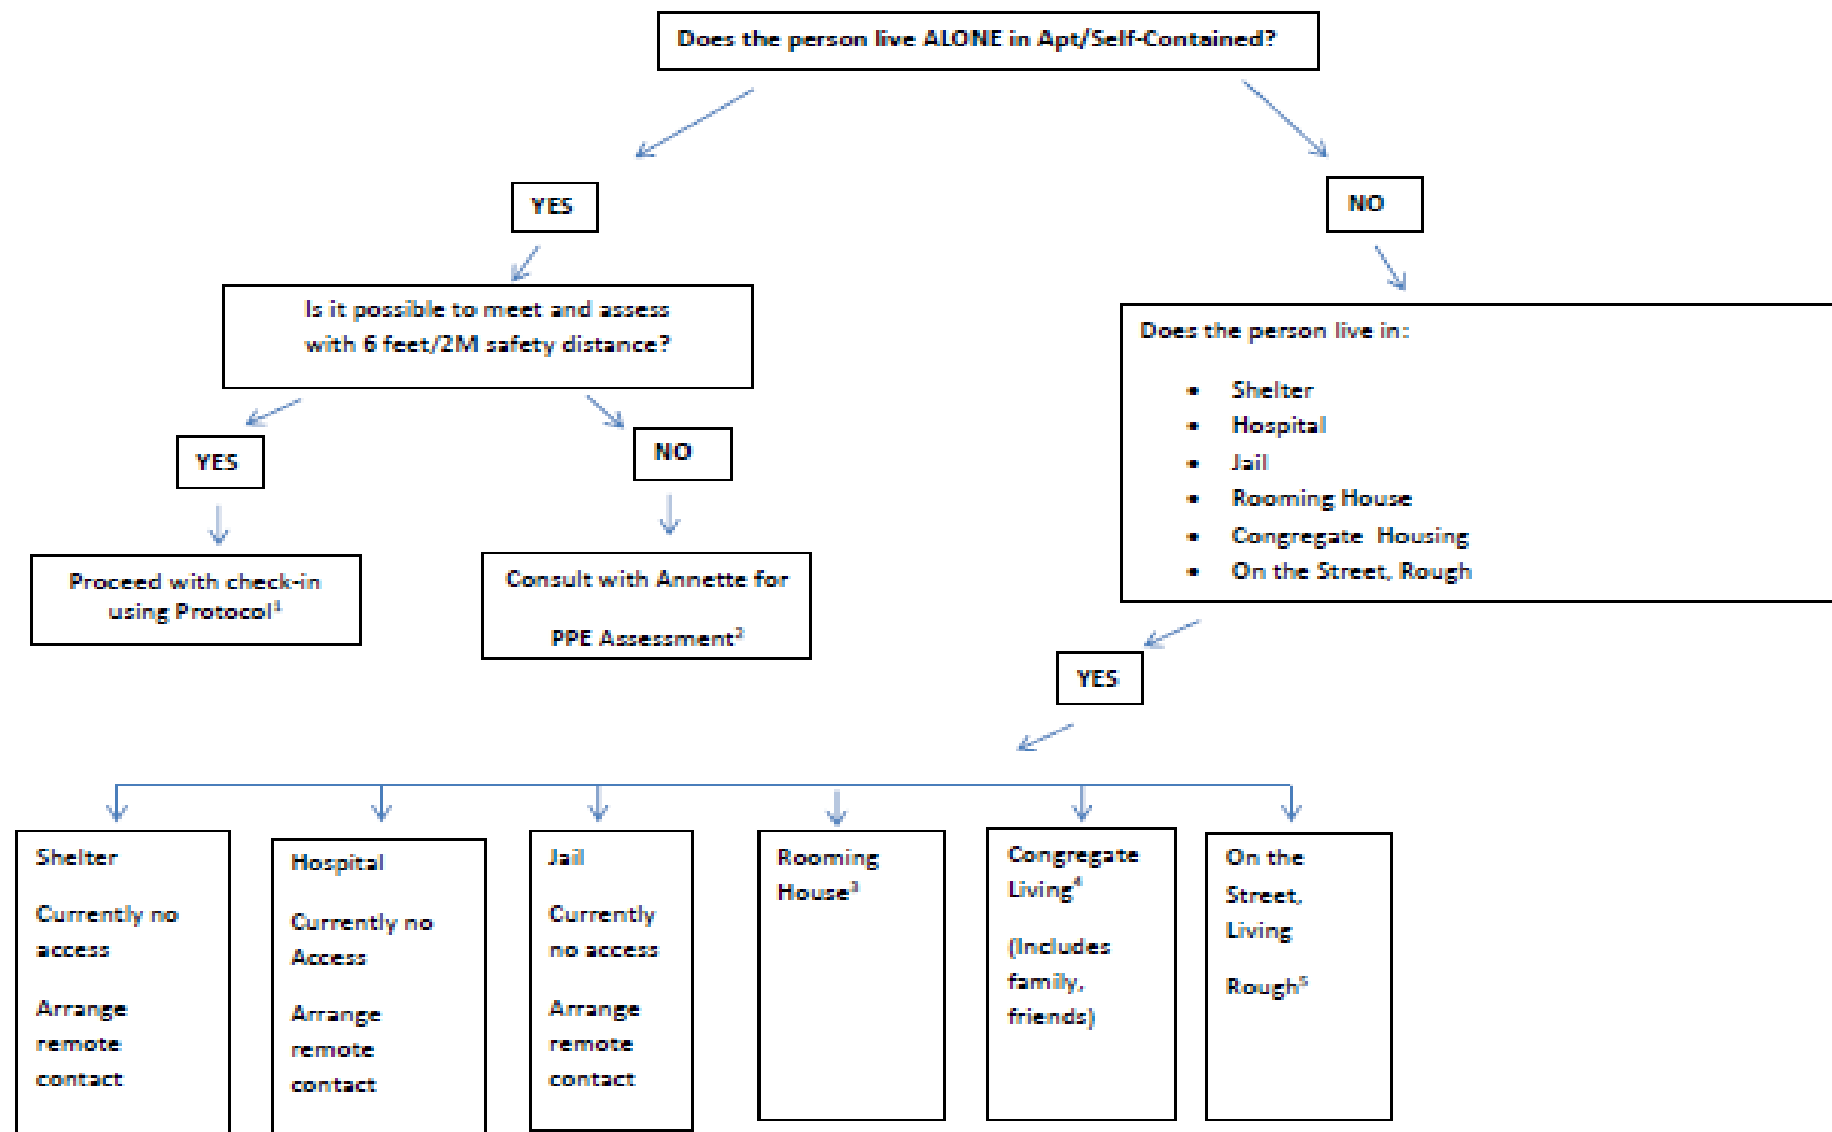 Does the person live ALONE in Apt/Self-Contained?
YES
NO
Is it possible to meet and assess
with 6 feet/2M safety distance?
Does the person live in:
• Shelter
• Hospital
• Jail
• Rooming House
• Congregate Housing
• On the Street, Rough
YES
NO
Proceed with check-in
using Protocol¹
Consult with Annette for
PPE Assessment²
YES
Shelter
Currently no
access
Arrange
remote
contact
Hospital
Currently no
Access
Arrange
remote
contact
Jail
Currently
no access
Arrange
remote
contact
Rooming
House³
Congregate
Living⁴
(Includes
family,
friends)
On the
Street,
Living
Rough⁵